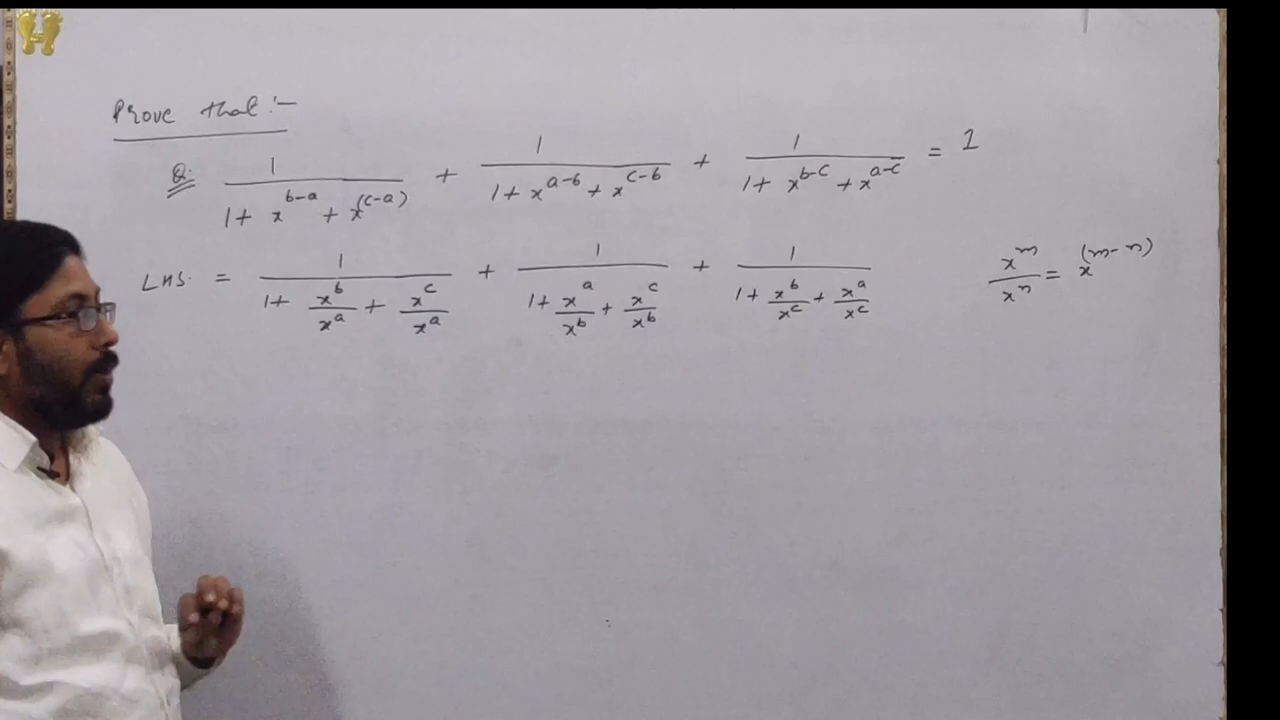 Prove that :-
Q. 1/(1 + x^(b-a) + x^(c-a)) + 1/(1 + x^(a-b) + x^(c-b)) + 1/(1 + x^(b-c) + x^(a-c)) = 1
LHS. = 1/(1 + x^b/x^a + x^c/x^a) + 1/(1 + x^a/x^b + x^c/x^b) + 1/(1 + x^b/x^c + x^a/x^c)
x^m/x^n = x^(m-n)
H